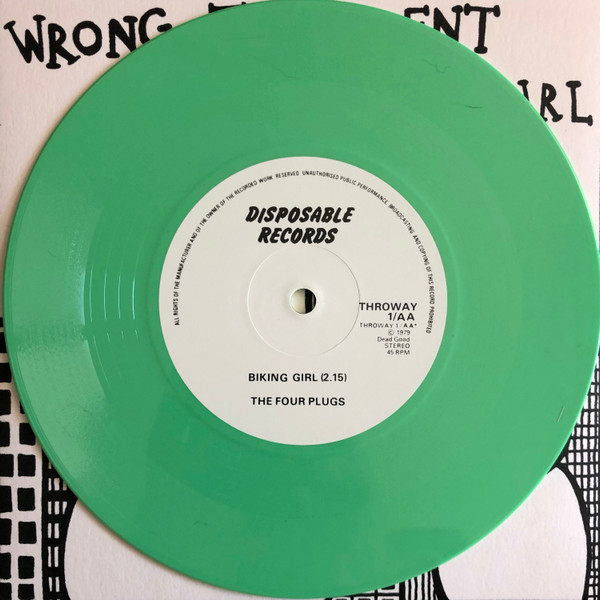 WRONG
ENT
RL
ALL RIGHTS OF THE MANUFACTURER AND OF THE OWNER OF THE RECORDED WORK RESERVED UNAUTHORISED PUBLIC PERFORMANCE, BROADCASTING AND COPYING OF THIS RECORD PROHIBITED
DISPOSABLE
RECORDS
THROWAY
1/AA
THROWAY 1/AA*
© 1979
Dead Good
STEREO
45 RPM
BIKING GIRL (2.15)
THE FOUR PLUGS